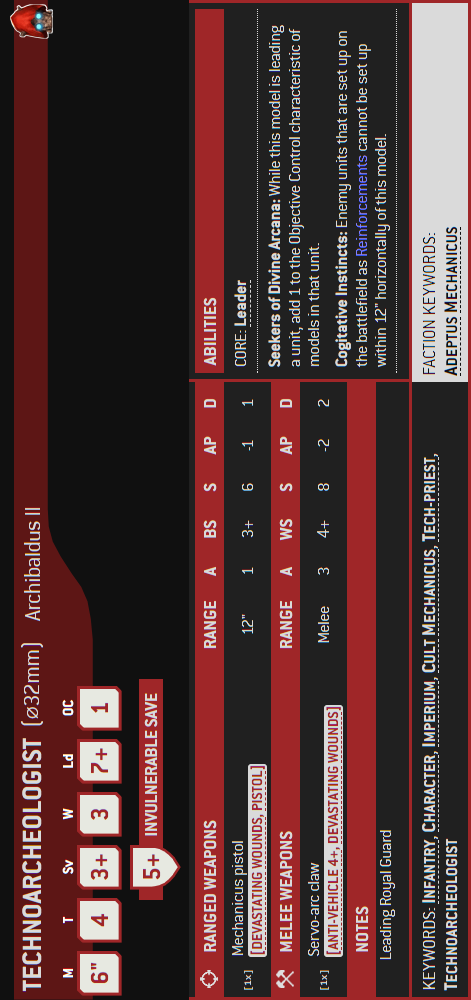 TECHNOARCHEOLOGIST (⌀32mm) Archibaldus II
M T Sv W Ld OC
6" 4 3+ 3 7+ 1
5+ INVULNERABLE SAVE
RANGED WEAPONS RANGE A BS S AP D
[1x] Mechanicus pistol 12" 1 3+ 6 -1 1
[DEVASTATING WOUNDS, PISTOL]
MELEE WEAPONS RANGE A WS S AP D
[1x] Servo-arc claw Melee 3 4+ 8 -2 2
[ANTI-VEHICLE 4+, DEVASTATING WOUNDS]
NOTES
Leading Royal Guard
ABILITIES
CORE: Leader
Seekers of Divine Arcana: While this model is leading
a unit, add 1 to the Objective Control characteristic of
models in that unit.
Cogitative Instincts: Enemy units that are set up on
the battlefield as Reinforcements cannot be set up
within 12" horizontally of this model.
KEYWORDS: INFANTRY, CHARACTER, IMPERIUM, CULT MECHANICUS, TECH-PRIEST,
TECHNOARCHEOLOGIST
FACTION KEYWORDS:
ADEPTUS MECHANICUS